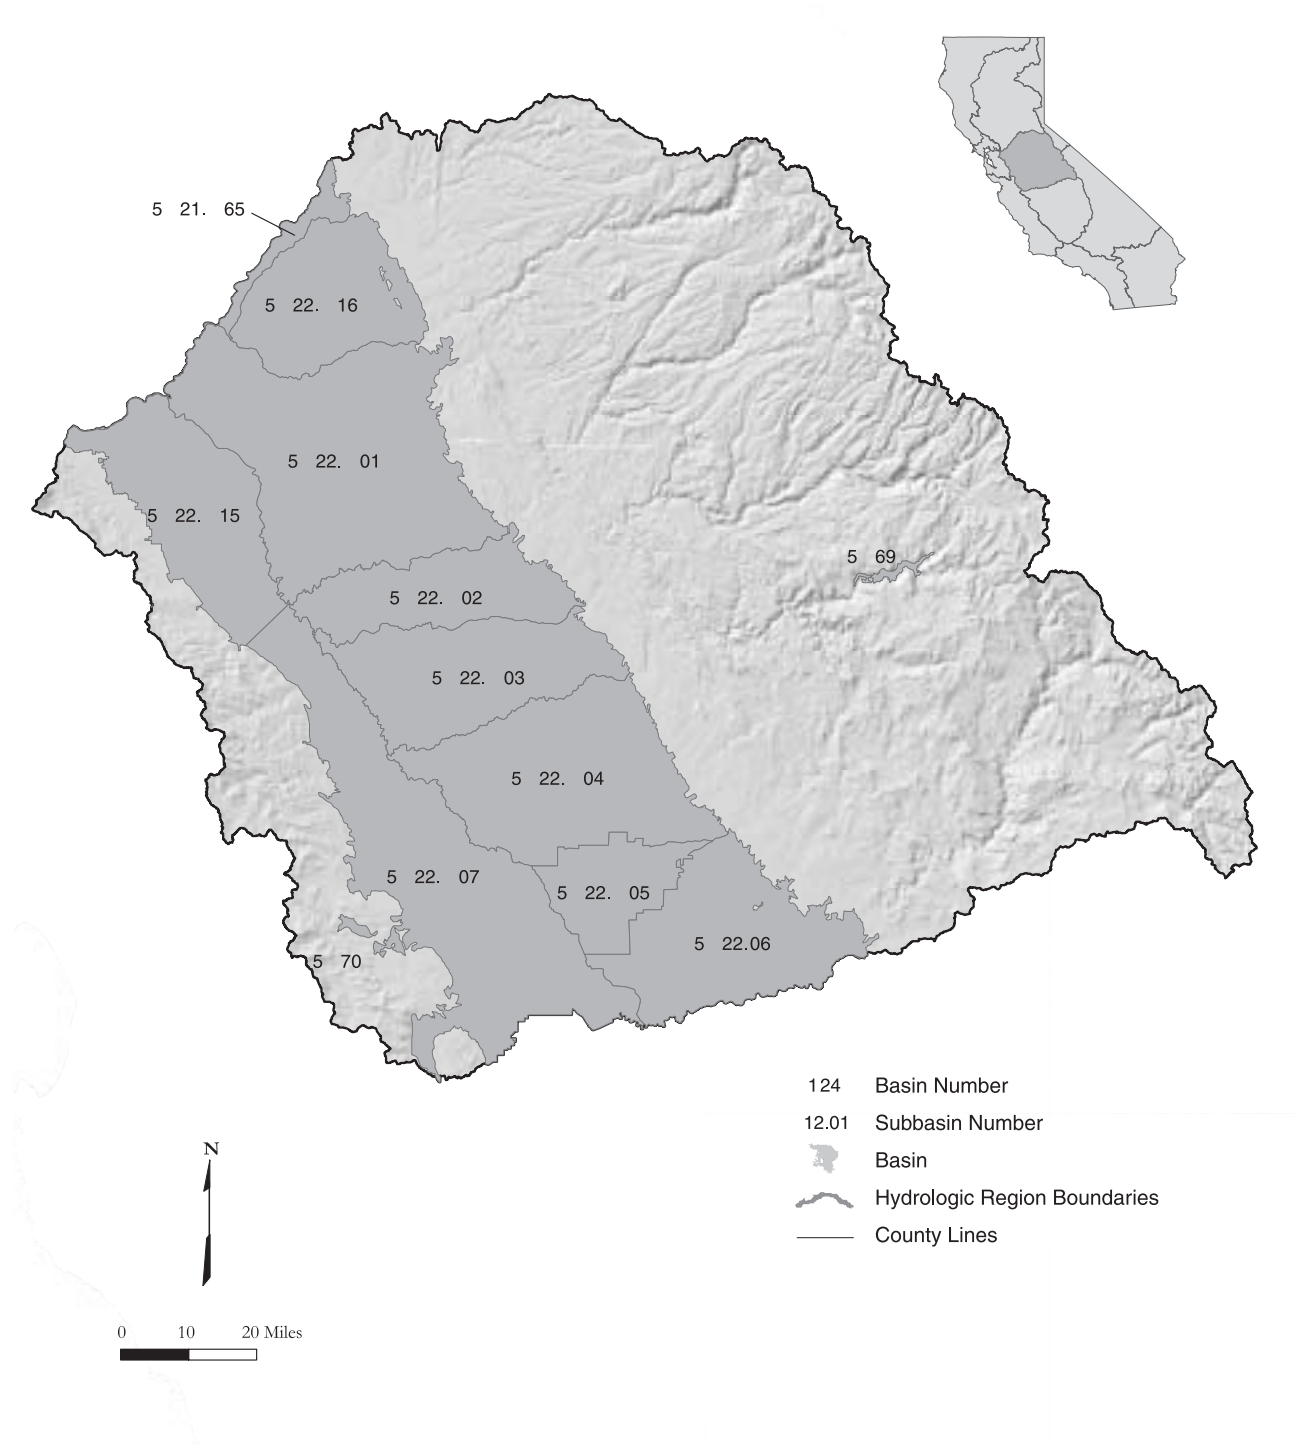 5 21. 65
5 22. 16
5 22. 01
5 22. 15
5 69
5 22. 02
5 22. 03
5 22. 04
5 22. 07
5 22. 05
5 22.06
5 70
124 Basin Number
12.01 Subbasin Number
Basin
Hydrologic Region Boundaries
County Lines
N
0 10 20 Miles